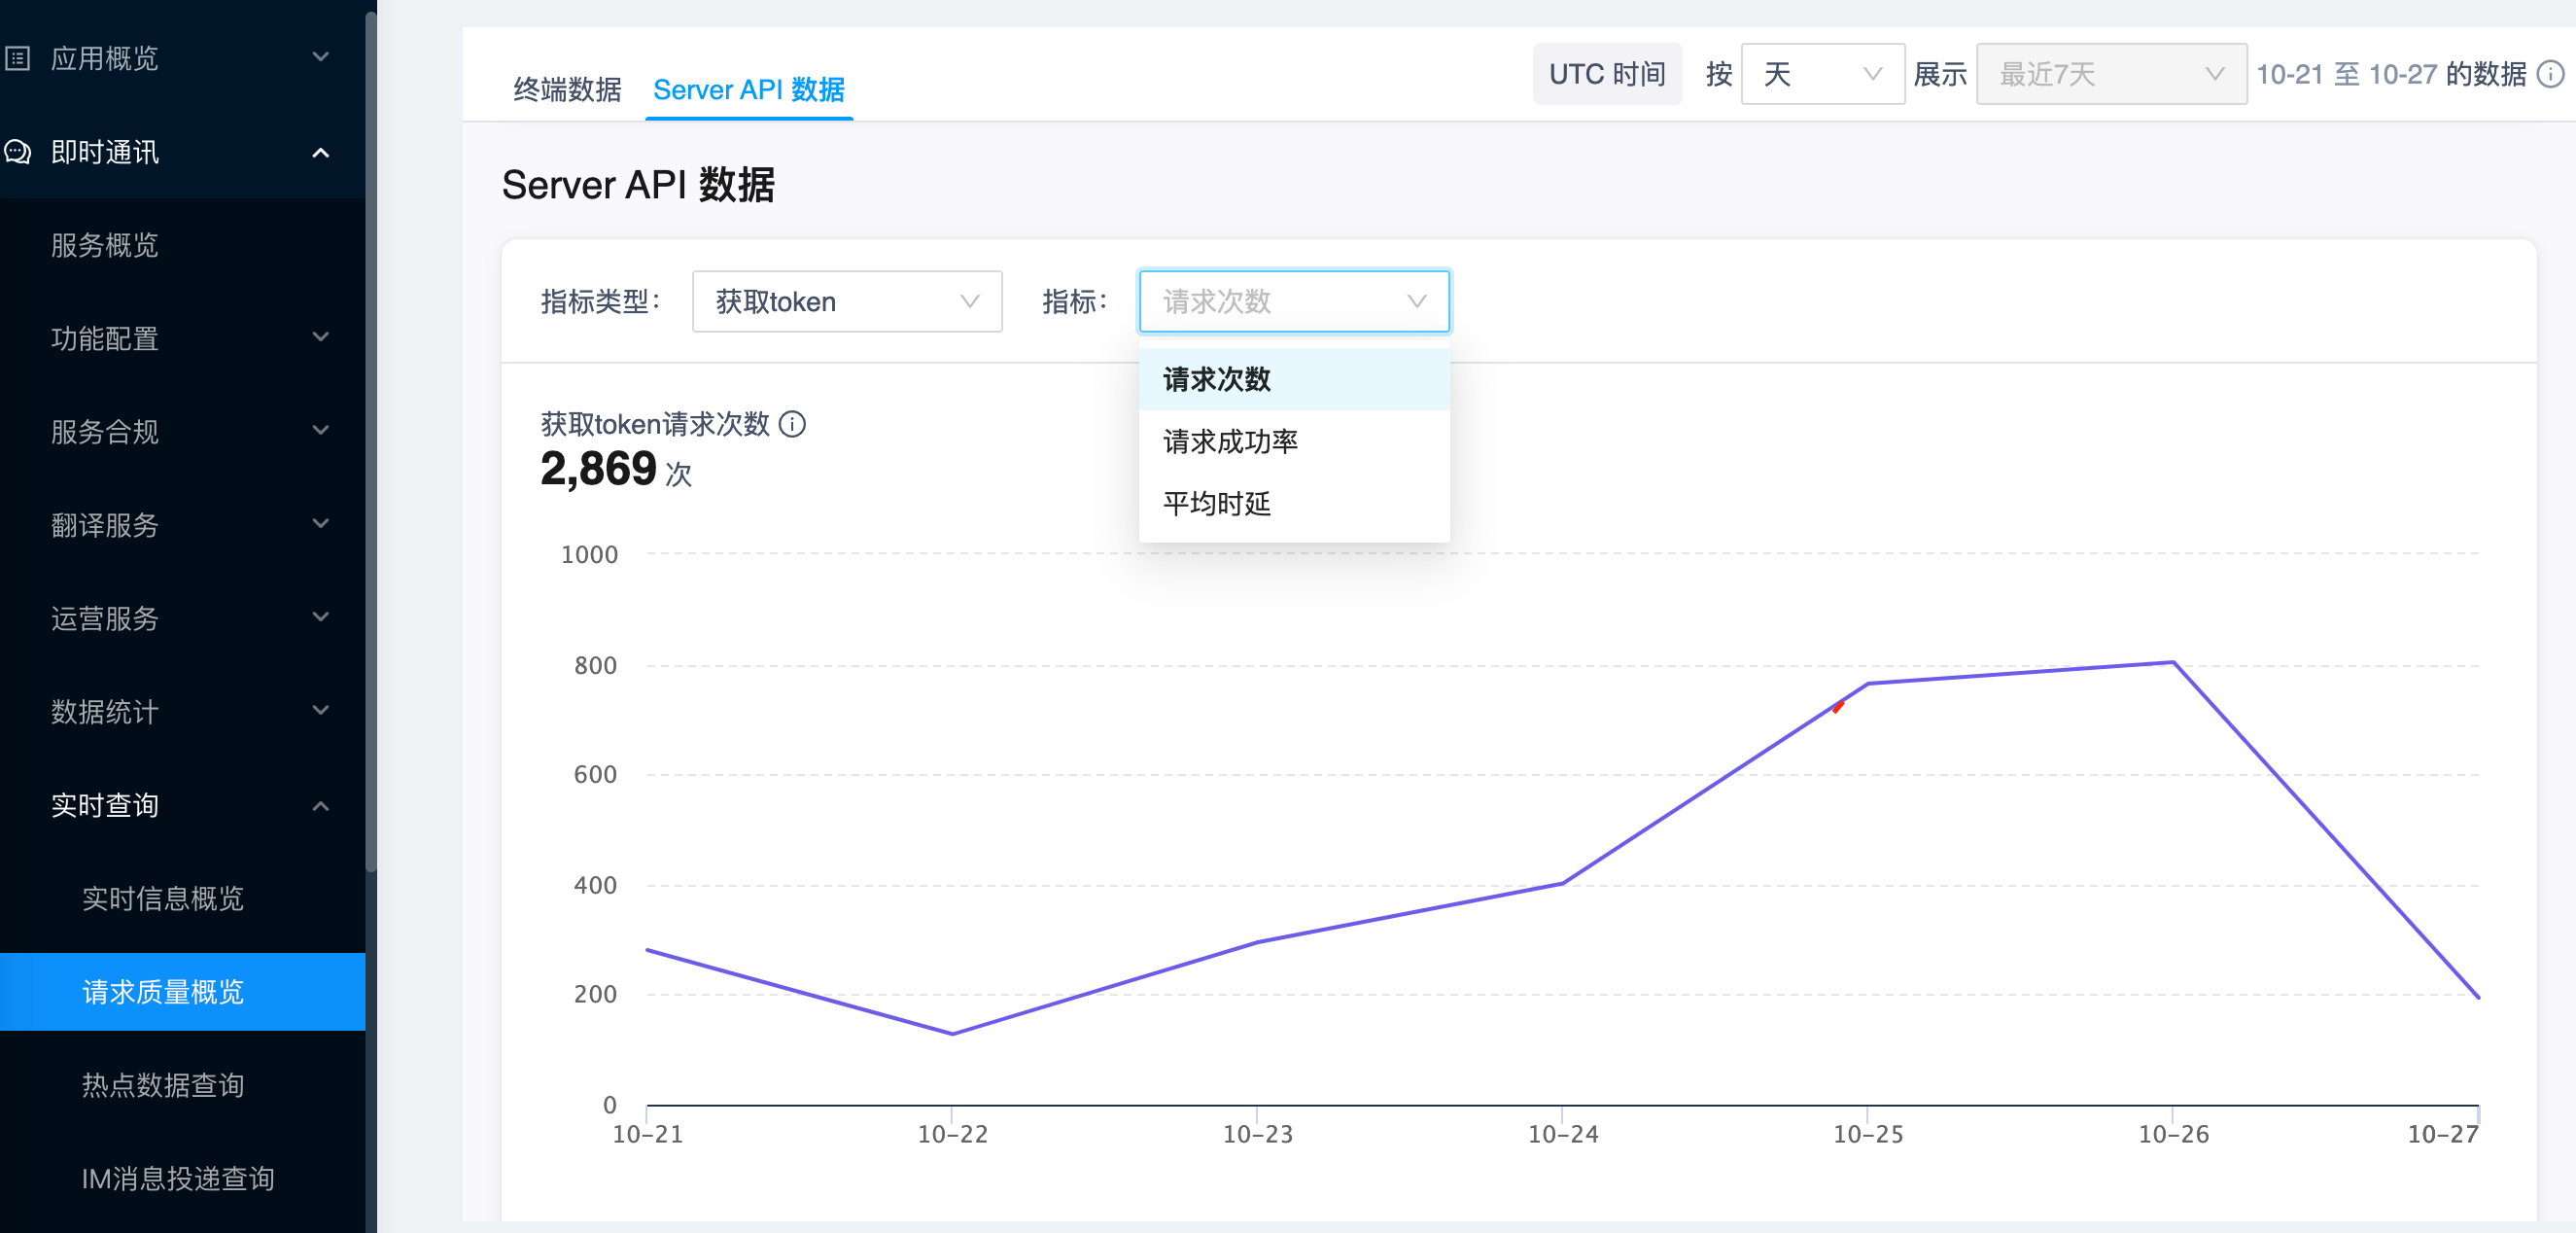 应用概览
即时通讯
服务概览
功能配置
服务合规
翻译服务
运营服务
数据统计
实时查询
实时信息概览
请求质量概览
热点数据查询
IM消息投递查询
终端数据 Server API 数据 UTC 时间 按 天 展示 最近7天 10-21 至 10-27 的数据
Server API 数据
指标类型： 获取token 指标： 请求次数
请求次数
请求成功率
平均时延
获取token请求次数
2,869 次
1000
800
600
400
200
0
10-21 10-22 10-23 10-24 10-25 10-26 10-27